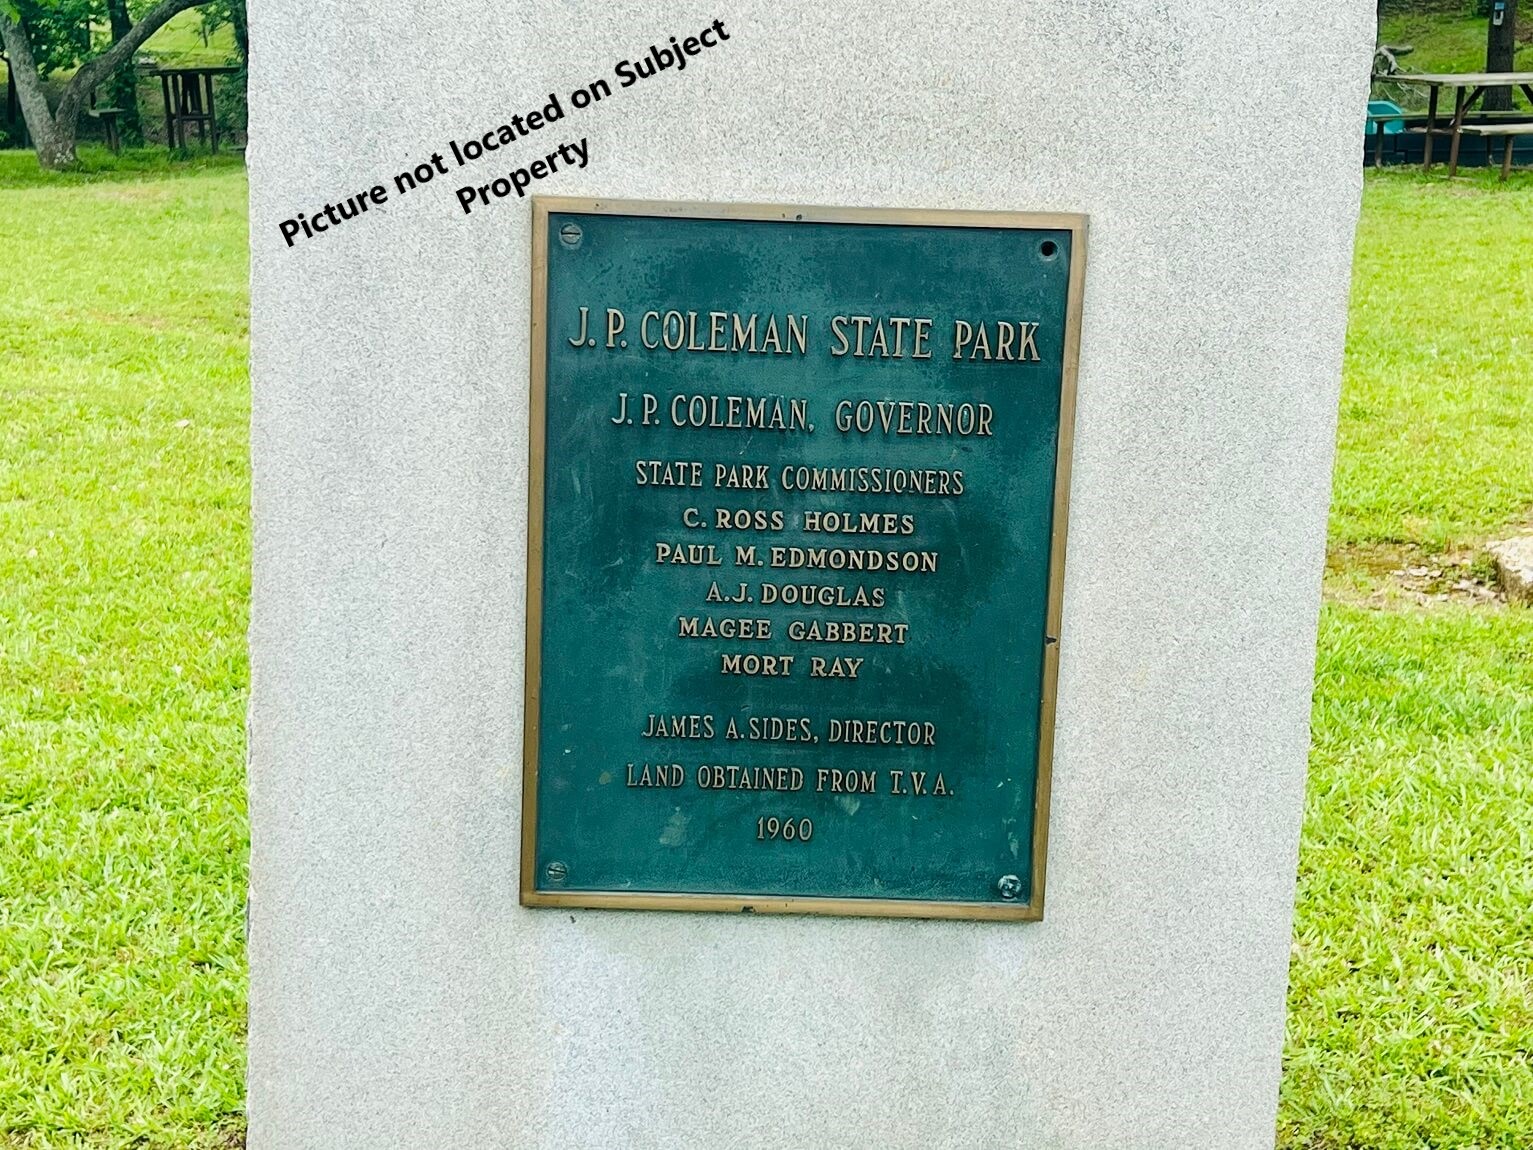 Picture not located on Subject
Property
J. P. COLEMAN STATE PARK
J. P. COLEMAN, GOVERNOR
STATE PARK COMMISSIONERS
C. ROSS HOLMES
PAUL M. EDMONDSON
A. J. DOUGLAS
MAGEE GABBERT
MORT RAY
JAMES A. SIDES, DIRECTOR
LAND OBTAINED FROM T. V. A.
1960